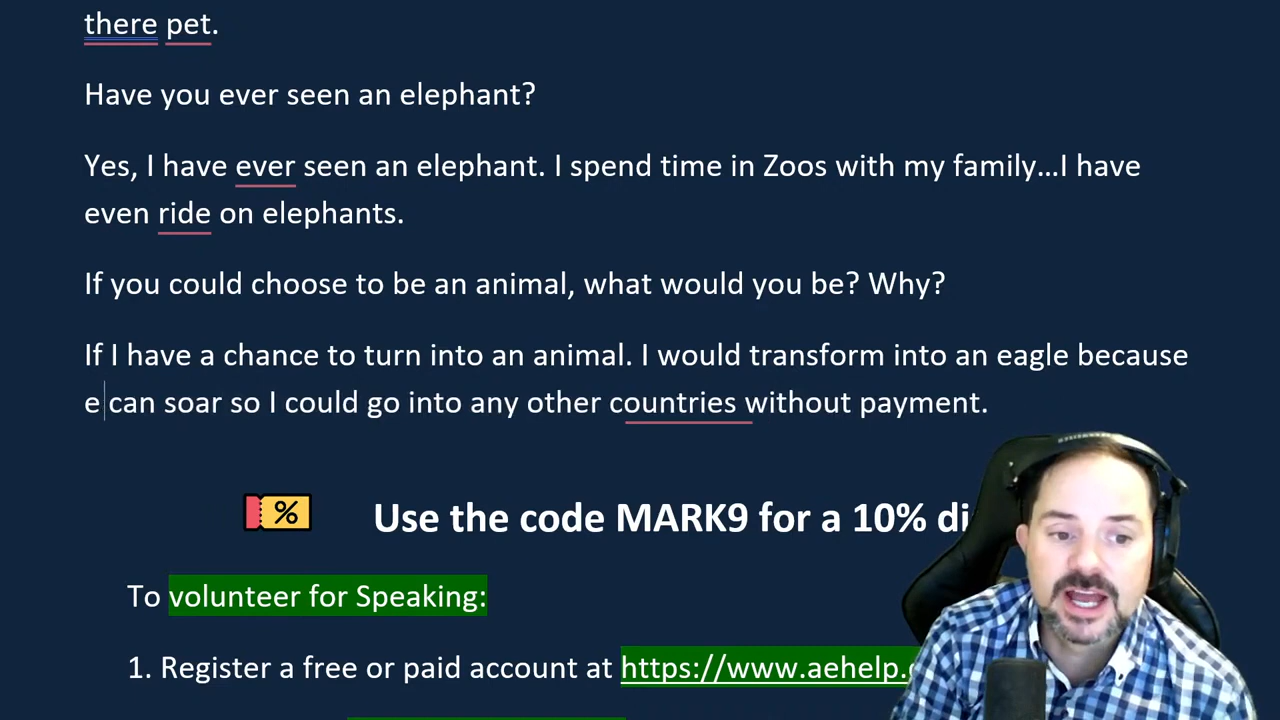 there pet.
Have you ever seen an elephant?
Yes, I have ever seen an elephant. I spend time in Zoos with my family…I have
even ride on elephants.
If you could choose to be an animal, what would you be? Why?
If I have a chance to turn into an animal. I would transform into an eagle because
e can soar so I could go into any other countries without payment.
%
Use the code MARK9 for a 10%
To volunteer for Speaking:
1. Register a free or paid account at https://www.aehelp.